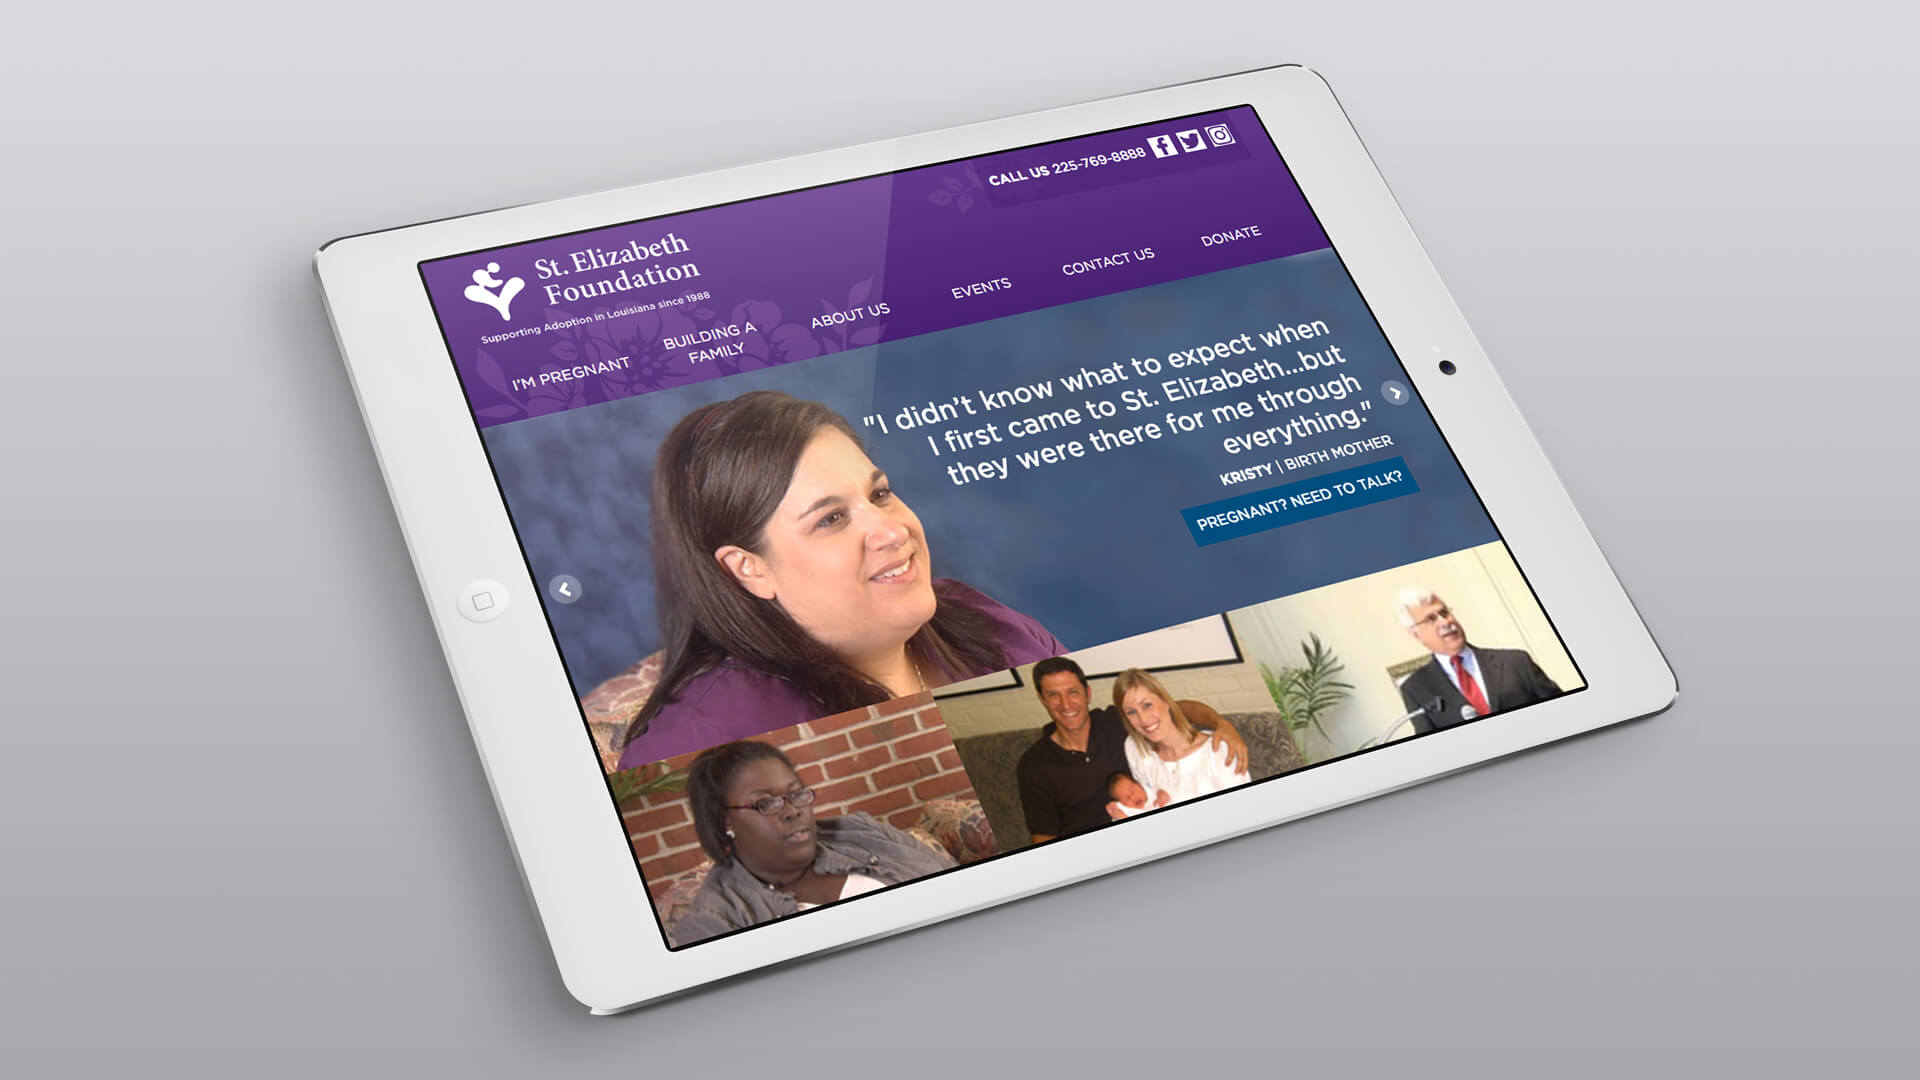 CALL US 225-769-8888
St. Elizabeth
Foundation
Supporting Adoption in Louisiana since 1988
I'M PREGNANT
BUILDING A
FAMILY
ABOUT US
EVENTS
CONTACT US
DONATE
"I didn't know what to expect when
I first came to St. Elizabeth...but
they were there for me through
everything."
KRISTY | BIRTH MOTHER
PREGNANT? NEED TO TALK?